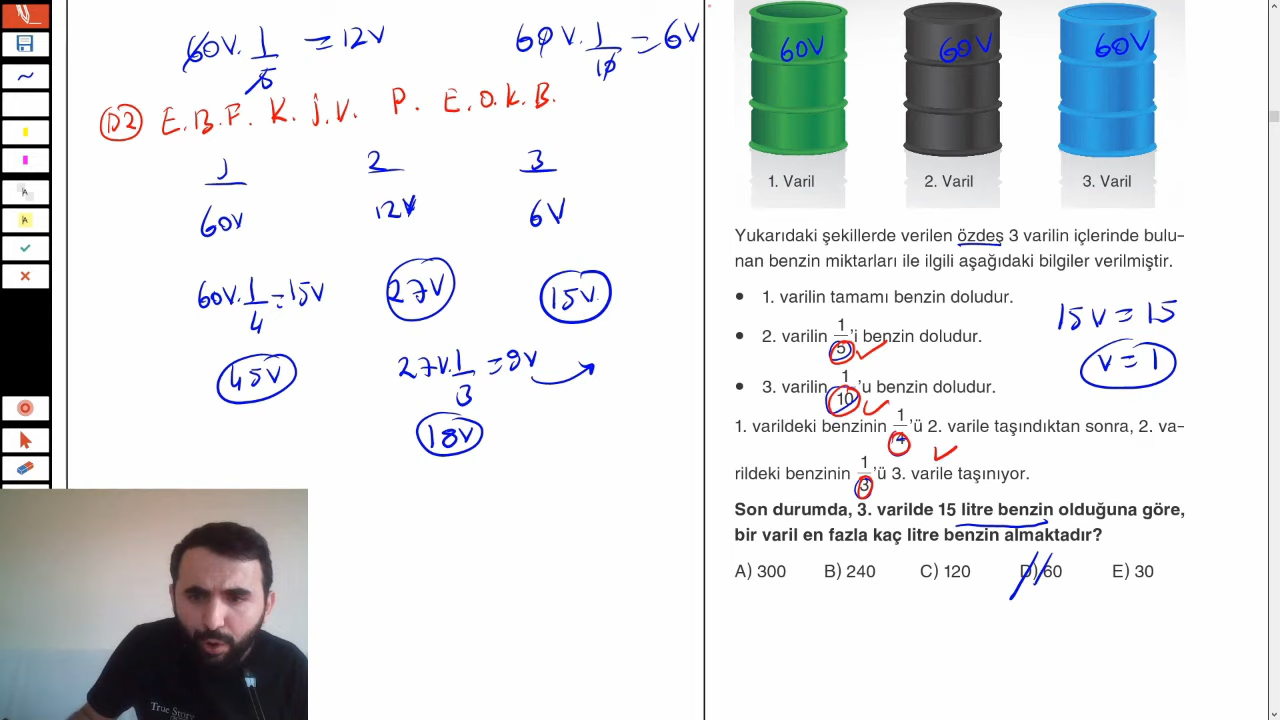 60V · 1/5 = 12V
60V · 1/10 = 6V
D2 E.B.F. K. J.V. P. E.O.K.B.
1 2 3
60V 12V 6V
60V · 1/4 = 15V 27V 15V
45V 27V · 1/3 = 9V
18V
60V 60V 60V
1. Varil 2. Varil 3. Varil
Yukarıdaki şekillerde verilen özdeş 3 varilin içlerinde bulu-
nan benzin miktarları ile ilgili aşağıdaki bilgiler verilmiştir.
• 1. varilin tamamı benzin doludur.
• 2. varilin 1/5'i benzin doludur.
• 3. varilin 1/10'u benzin doludur.
15V = 15
V = 1
1. varildeki benzinin 1/4'ü 2. varile taşındıktan sonra, 2. va-
rildeki benzinin 1/3'ü 3. varile taşınıyor.
Son durumda, 3. varilde 15 litre benzin olduğuna göre,
bir varil en fazla kaç litre benzin almaktadır?
A) 300 B) 240 C) 120 D) 60 E) 30
True Story